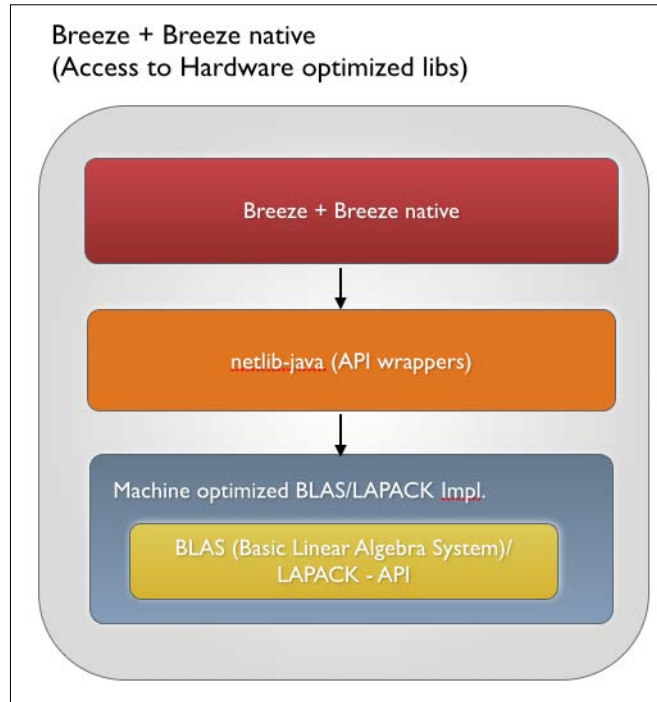 Breeze + Breeze native
(Access to Hardware optimized libs)
Breeze + Breeze native
netlib-java (API wrappers)
Machine optimized BLAS/LAPACK Impl.
BLAS (Basic Linear Algebra System)/
LAPACK - API